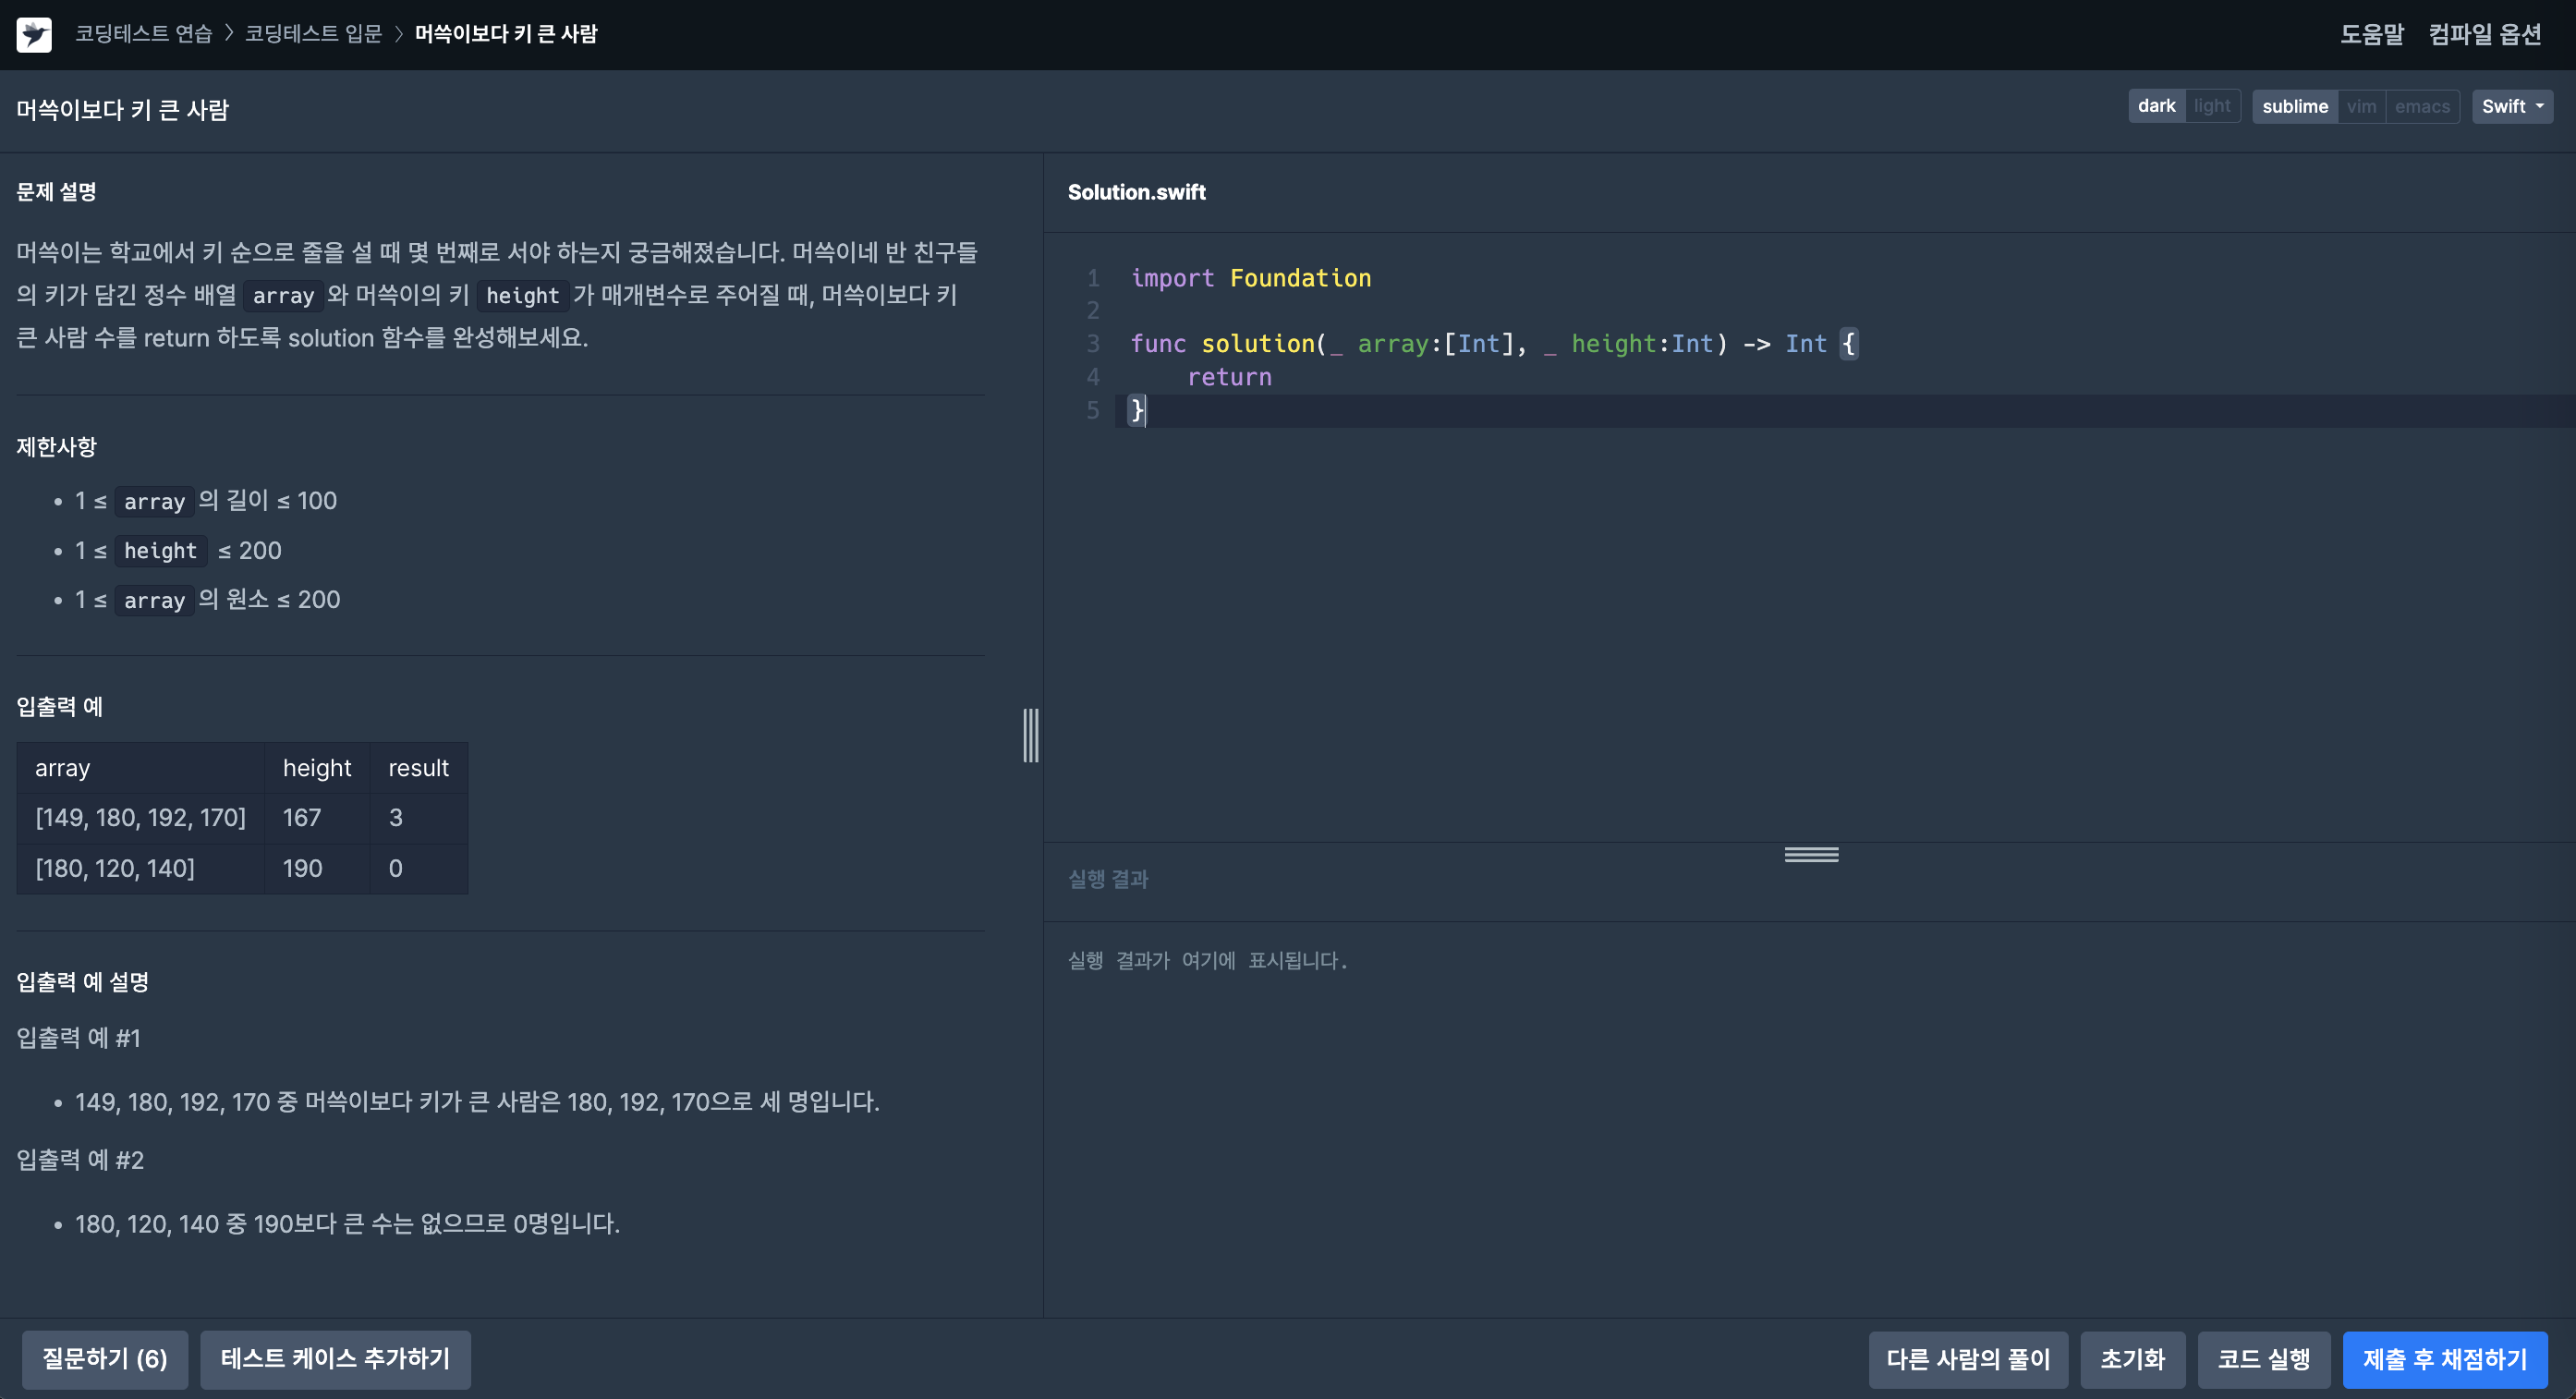 코딩테스트 연습 > 코딩테스트 입문 > 머쓱이보다 키 큰 사람
도움말 컴파일 옵션
머쓱이보다 키 큰 사람
dark light sublime vim emacs Swift
문제 설명
머쓱이는 학교에서 키 순으로 줄을 설 때 몇 번째로 서야 하는지 궁금해졌습니다. 머쓱이네 반 친구들
의 키가 담긴 정수 배열 array 와 머쓱이의 키 height 가 매개변수로 주어질 때, 머쓱이보다 키
큰 사람 수를 return 하도록 solution 함수를 완성해보세요.
제한사항
• 1 ≤ array 의 길이 ≤ 100
• 1 ≤ height ≤ 200
• 1 ≤ array 의 원소 ≤ 200
입출력 예
array height result
[149, 180, 192, 170] 167 3
[180, 120, 140] 190 0
입출력 예 설명
입출력 예 #1
• 149, 180, 192, 170 중 머쓱이보다 키가 큰 사람은 180, 192, 170으로 세 명입니다.
입출력 예 #2
• 180, 120, 140 중 190보다 큰 수는 없으므로 0명입니다.
Solution.swift
1 import Foundation
2
3 func solution(_ array:[Int], _ height:Int) -> Int {
4     return
5 }
실행 결과
실행 결과가 여기에 표시됩니다.
질문하기 (6) 테스트 케이스 추가하기
다른 사람의 풀이 초기화 코드 실행 제출 후 채점하기